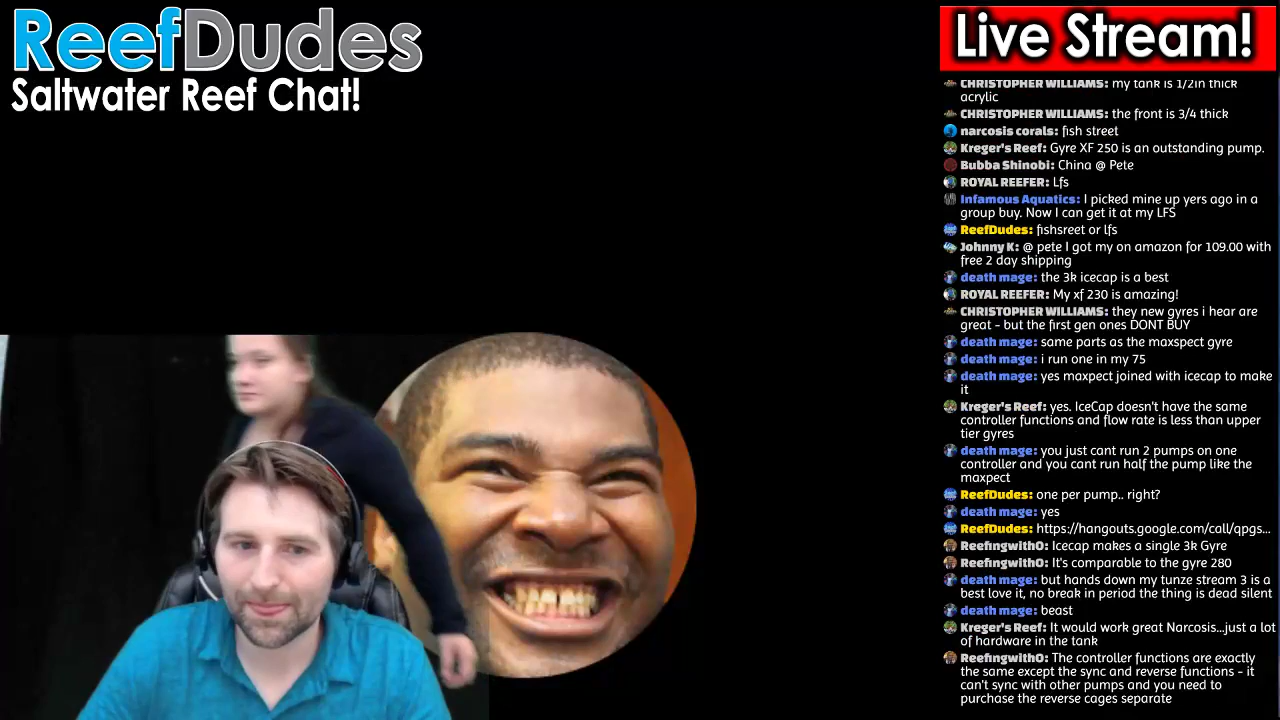 ReefDudes
Saltwater Reef Chat!
Live Stream!
CHRISTOPHER WILLIAMS: my tank is 1/2in thick
acrylic
CHRISTOPHER WILLIAMS: the front is 3/4 thick
narcosis corals: fish street
Kreger's Reef: Gyre XF 250 is an outstanding pump.
Bubba Shinobi: China @ Pete
ROYAL REEFER: Lfs
Infamous Aquatics: I picked mine up yers ago in a
group buy. Now I can get it at my LFS
ReefDudes: fishsreet or lfs
Johnny K: @ pete I got my on amazon for 109.00 with
free 2 day shipping
death mage: the 3k icecap is a best
ROYAL REEFER: My xf 230 is amazing!
CHRISTOPHER WILLIAMS: they new gyres i hear are
great - but the first gen ones DONT BUY
death mage: same parts as the maxspect gyre
death mage: i run one in my 75
death mage: yes maxpect joined with icecap to make
it
Kreger's Reef: yes. IceCap doesn't have the same
controller functions and flow rate is less than upper
tier gyres
death mage: you just cant run 2 pumps on one
controller and you cant run half the pump like the
maxpect
ReefDudes: one per pump.. right?
death mage: yes
ReefDudes: https://hangouts.google.com/call/qpgs...
ReefingwithO: Icecap makes a single 3k Gyre
ReefingwithO: It's comparable to the gyre 280
death mage: but hands down my tunze stream 3 is a
best love it, no break in period the thing is dead silent
death mage: beast
Kreger's Reef: It would work great Narcosis...just a lot
of hardware in the tank
ReefingwithO: The controller functions are exactly
the same except the sync and reverse functions - it
can't sync with other pumps and you need to
purchase the reverse cages separate